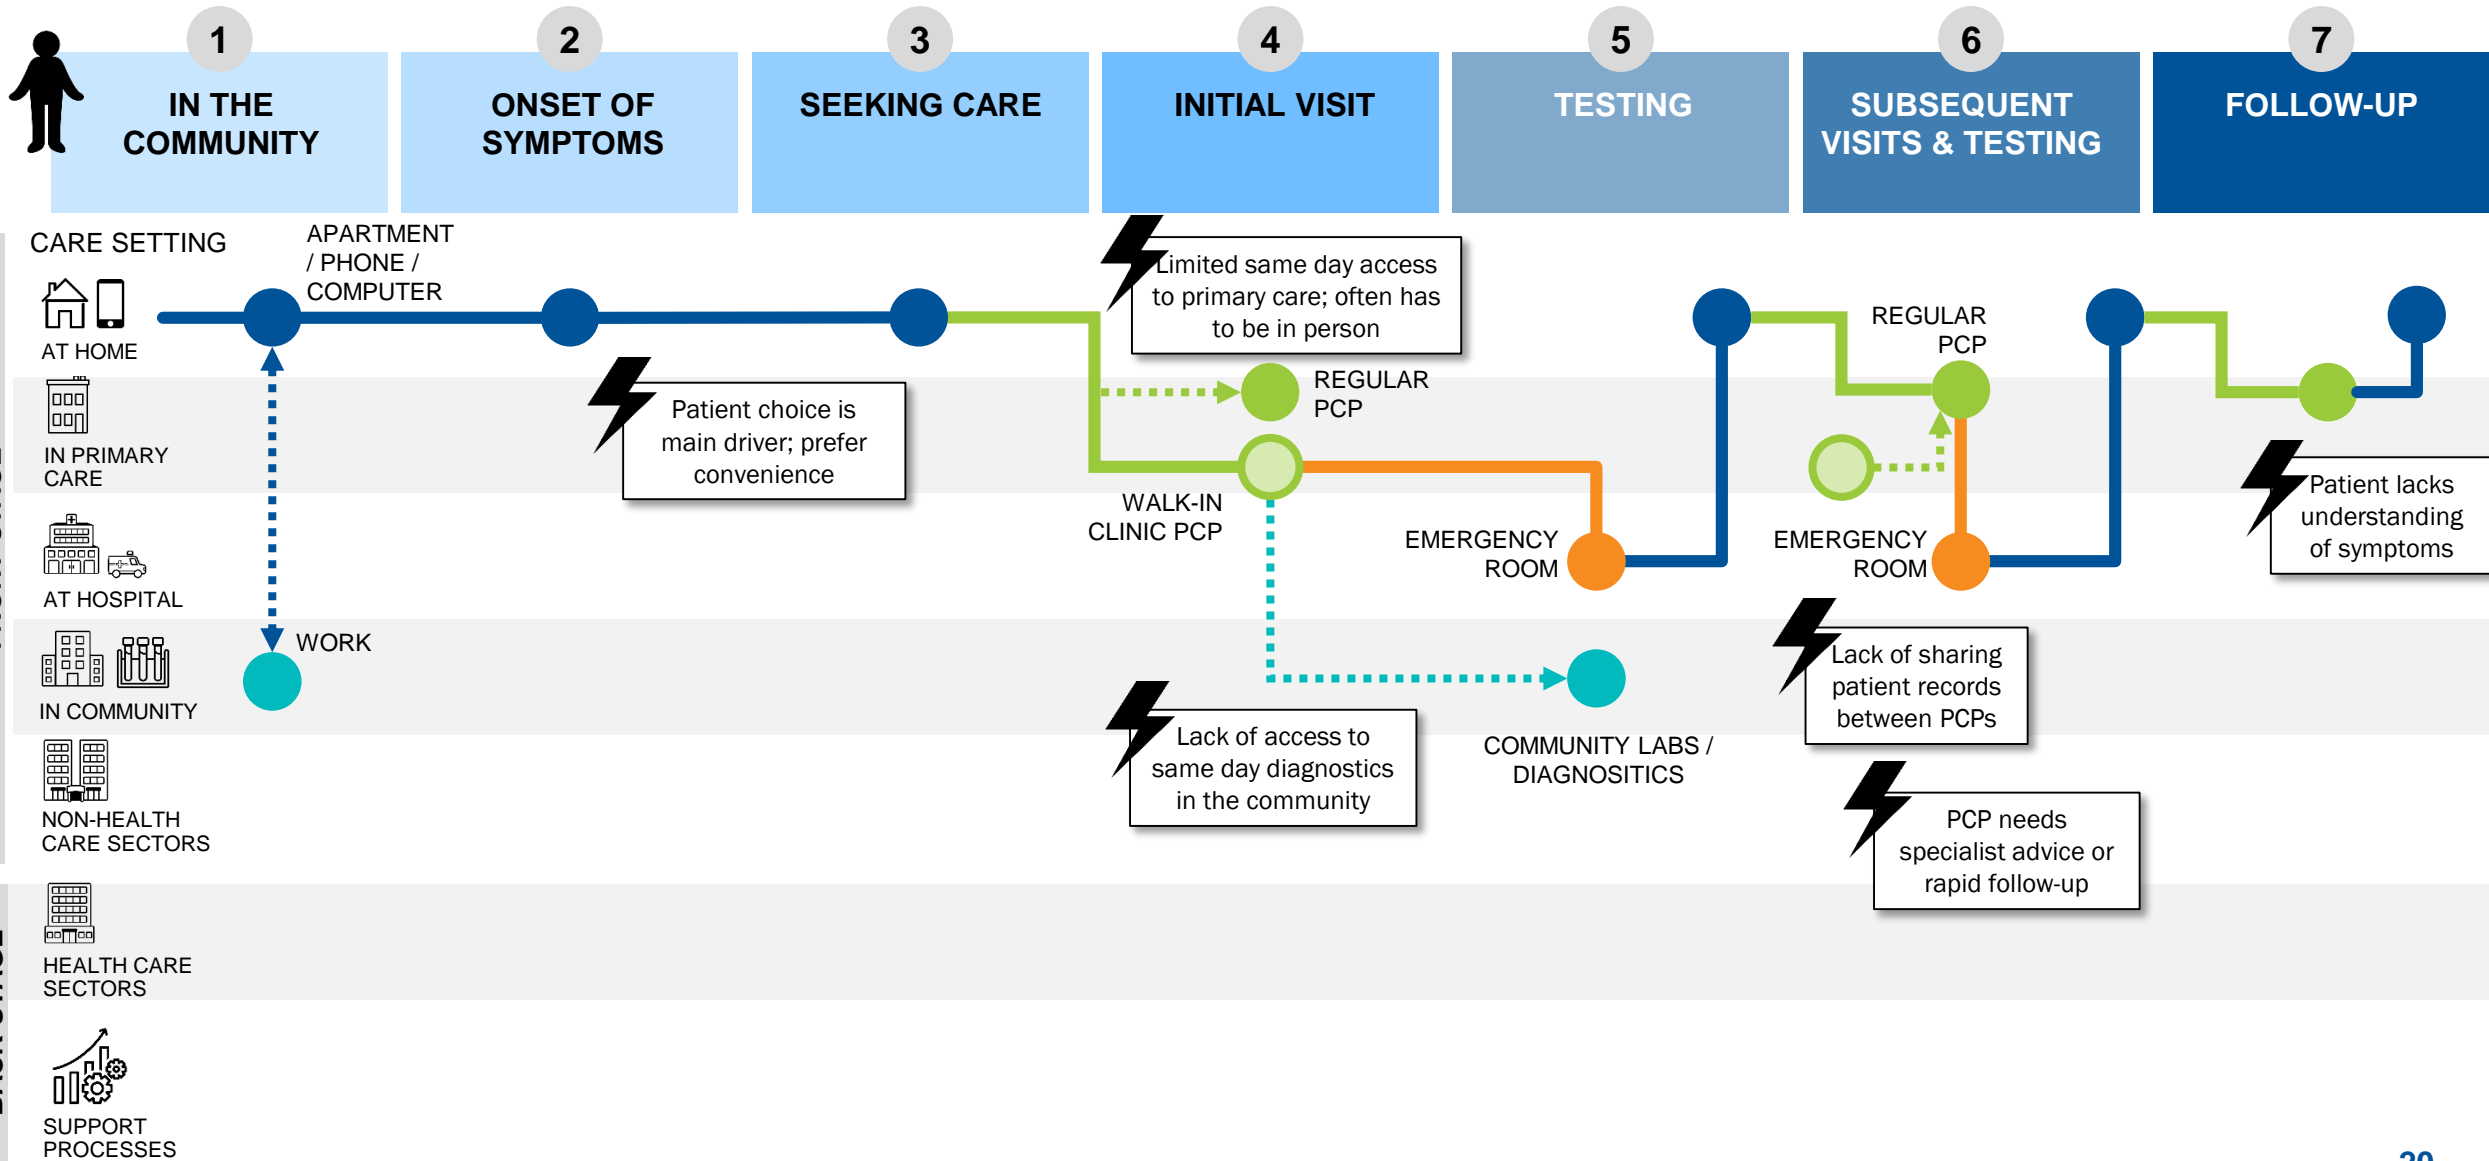 1
2
3
4
5
6
7
IN THE
COMMUNITY
ONSET OF
SYMPTOMS
SEEKING CARE
INITIAL VISIT
TESTING
SUBSEQUENT
VISITS & TESTING
FOLLOW-UP
CARE SETTING
APARTMENT
/ PHONE /
COMPUTER
AT HOME
Limited same day access
to primary care; often has
to be in person
REGULAR
PCP
REGULAR
PCP
Patient choice is
main driver; prefer
convenience
IN PRIMARY
CARE
WALK-IN
CLINIC PCP
Patient lacks
understanding
of symptoms
EMERGENCY
ROOM
EMERGENCY
ROOM
AT HOSPITAL
WORK
IN COMMUNITY
Lack of sharing
patient records
between PCPs
Lack of access to
same day diagnostics
in the community
COMMUNITY LABS /
DIAGNOSITICS
NON-HEALTH
CARE SECTORS
PCP needs
specialist advice or
rapid follow-up
HEALTH CARE
SECTORS
SUPPORT
PROCESSES